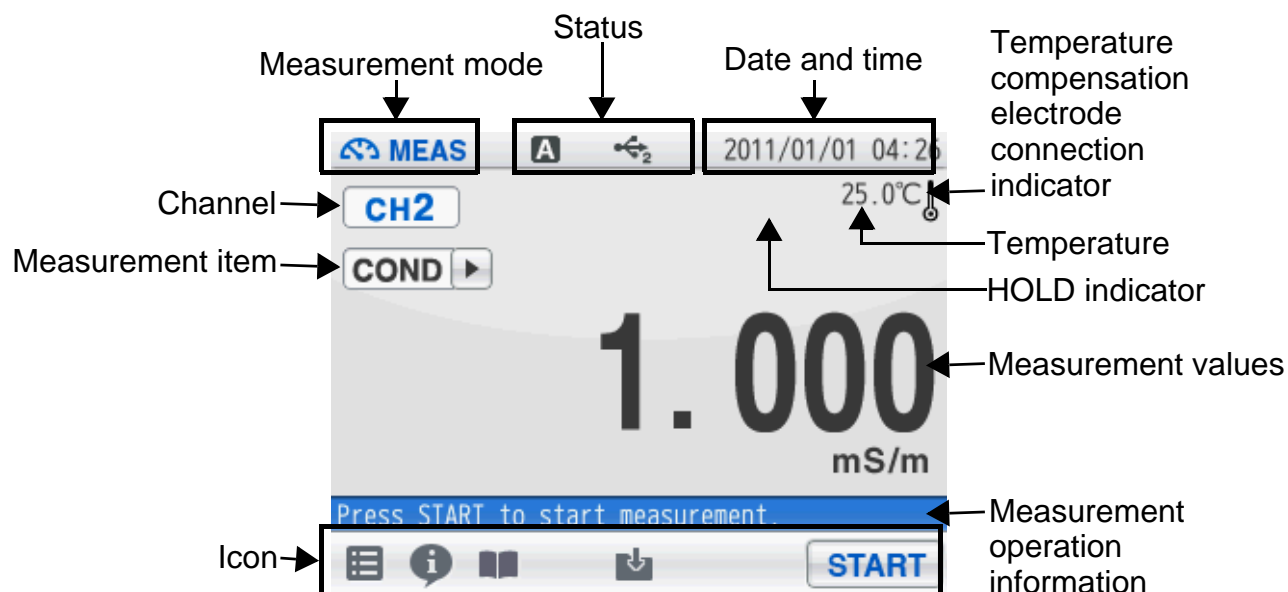 Status
Measurement mode
Date and time
Temperature
compensation
electrode
connection
indicator
MEAS
A
2
2011/01/01 04:26
Channel
CH2
25.0℃
Measurement item
COND
Temperature
HOLD indicator
1.000
Measurement values
mS/m
Press START to start measurement.
Measurement
operation
information
Icon
i
START